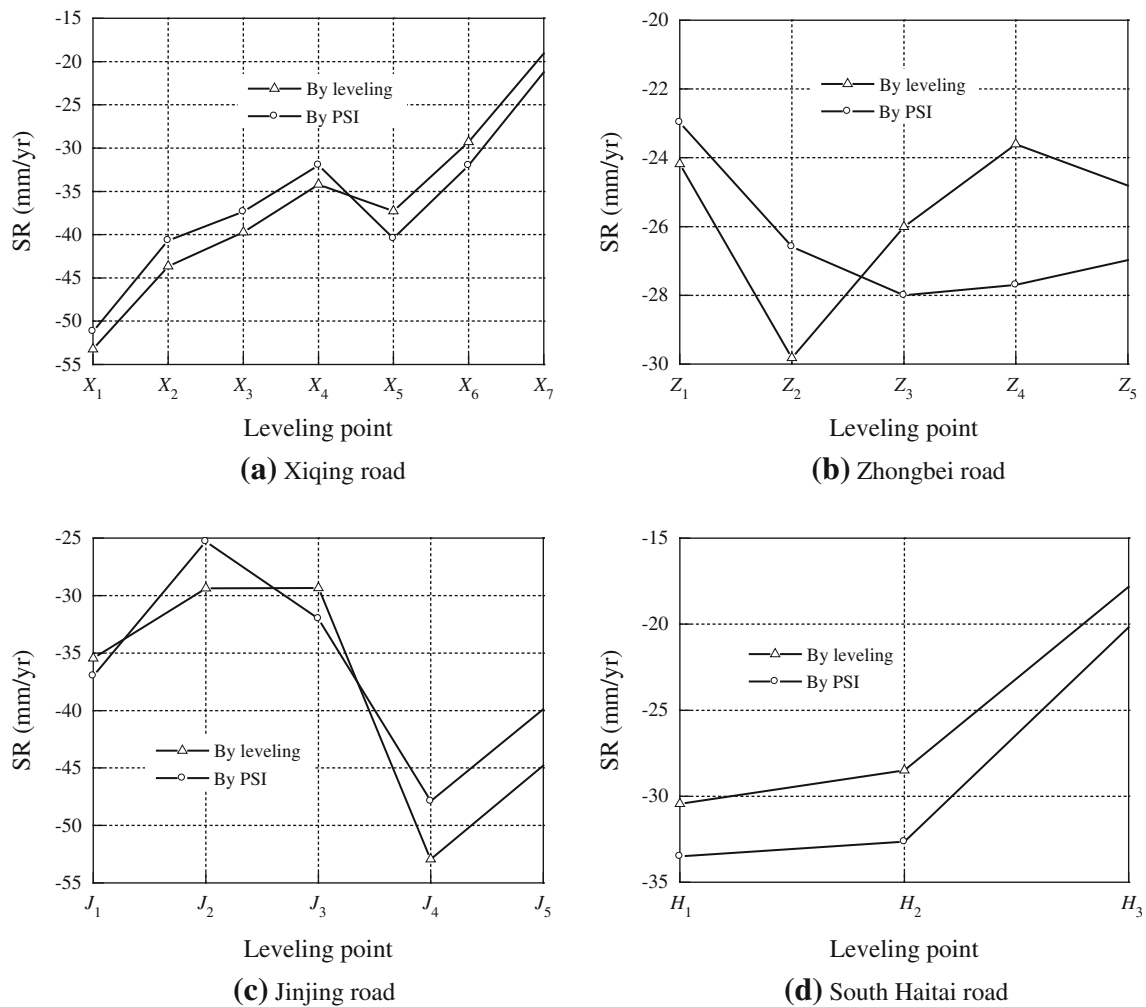 -15
-20
-25
-30
-35
-40
-45
-50
-55
SR (mm/yr)
By leveling
By PSI
X1 X2 X3 X4 X5 X6 X7
Leveling point
(a) Xiqing road
-20
-22
-24
-26
-28
-30
SR (mm/yr)
By leveling
By PSI
Z1 Z2 Z3 Z4 Z5
Leveling point
(b) Zhongbei road
-25
-30
-35
-40
-45
-50
-55
SR (mm/yr)
By leveling
By PSI
J1 J2 J3 J4 J5
Leveling point
(c) Jinjing road
-15
-20
-25
-30
-35
SR (mm/yr)
By leveling
By PSI
H1 H2 H3
Leveling point
(d) South Haitai road